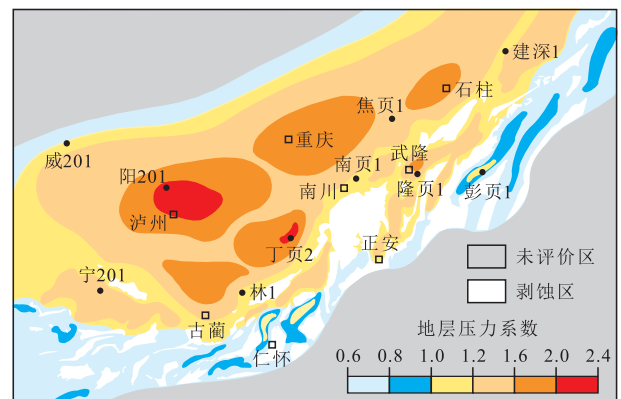 建深1
石柱
焦页1
重庆
武隆
威201
南页1
阳201
南川
隆页1
彭页1
泸州
正安
丁页2
未评价区
宁201
林1
剥蚀区
古蔺
地层压力系数
仁怀
0.6 0.8 1.0 1.2 1.6 2.0 2.4